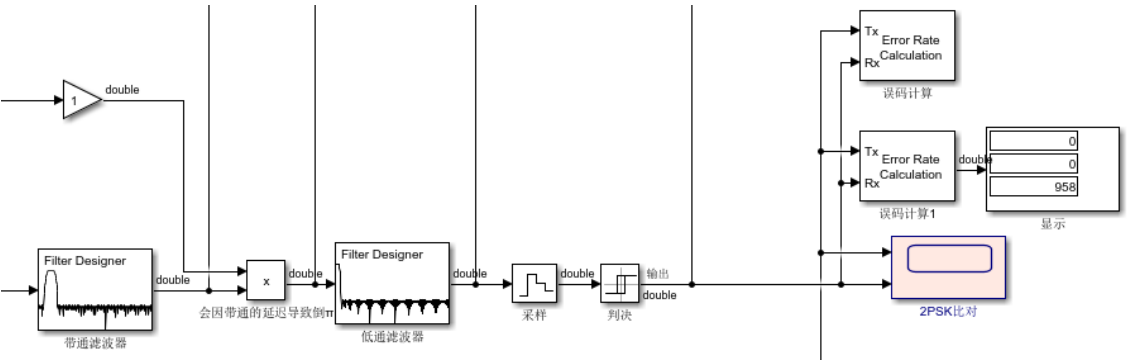 Tx
Error Rate
Calculation
Rx
误码计算
1
double
Tx
Error Rate
Calculation
Rx
误码计算1
double
0
0
958
显示
Filter Designer
double
带通滤波器
x
double
会因带通的延迟导致倒π
Filter Designer
double
低通滤波器
double
采样
输出
double
判决
2PSK比对